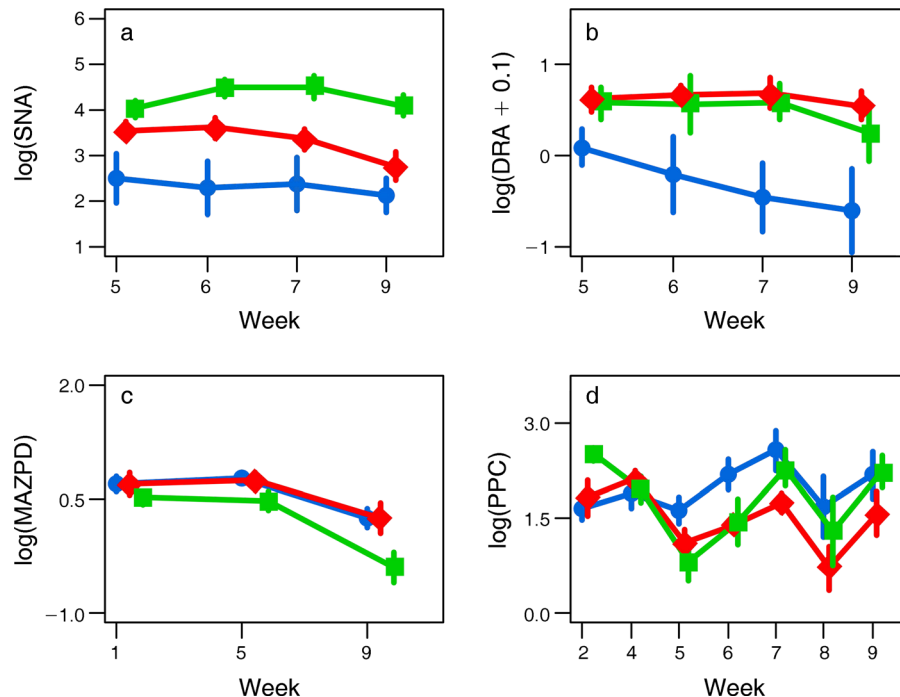 a
log(SNA)
6
5
4
3
2
1
5 6 7 9
Week
b
log(DRA + 0.1)
1
0
−1
5 6 7 9
Week
c
log(MAZPD)
2.0
0.5
−1.0
1 5 9
Week
d
log(PPC)
3.0
1.5
0.0
2 4 5 6 7 8 9
Week